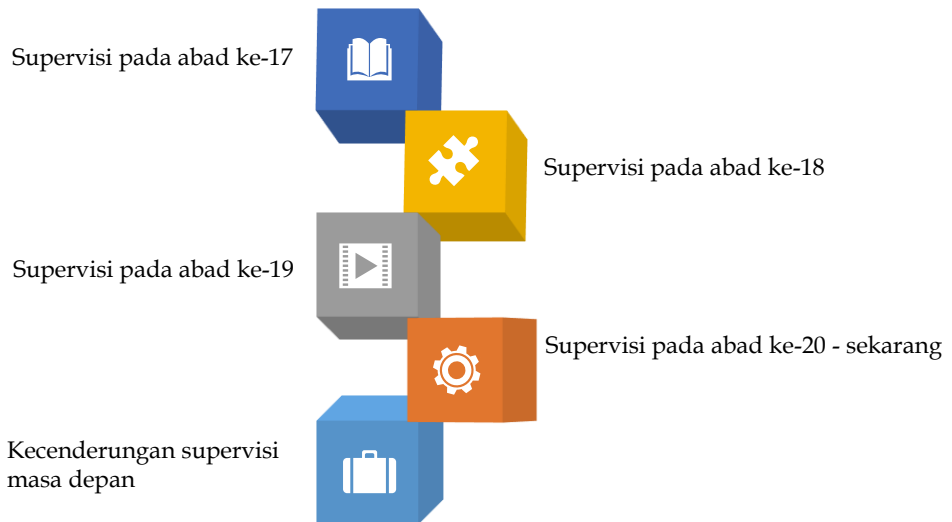 Supervisi pada abad ke-17
Supervisi pada abad ke-18
Supervisi pada abad ke-19
Supervisi pada abad ke-20 - sekarang
Kecenderungan supervisi
masa depan